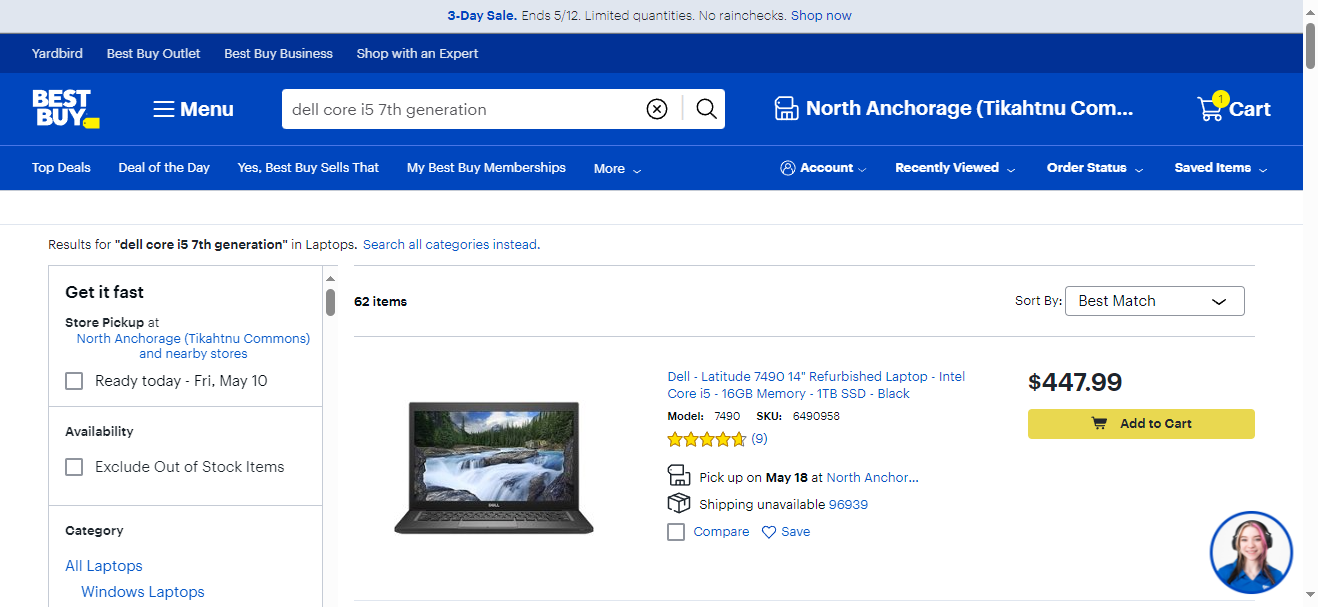 3-Day Sale. Ends 5/12. Limited quantities. No rainchecks. Shop now
Yardbird Best Buy Outlet Best Buy Business Shop with an Expert
BEST BUY
Menu
dell core i5 7th generation
North Anchorage (Tikahtnu Com...
1
Cart
Top Deals Deal of the Day Yes, Best Buy Sells That My Best Buy Memberships More
Account Recently Viewed Order Status Saved Items
Results for "dell core i5 7th generation" in Laptops. Search all categories instead.
Get it fast
Store Pickup at
North Anchorage (Tikahtnu Commons)
and nearby stores
Ready today - Fri, May 10
Availability
Exclude Out of Stock Items
Category
All Laptops
Windows Laptops
62 items
Sort By: Best Match
Dell - Latitude 7490 14" Refurbished Laptop - Intel
Core i5 - 16GB Memory - 1TB SSD - Black
Model: 7490 SKU: 6490958
(9)
Pick up on May 18 at North Anchor...
Shipping unavailable 96939
Compare Save
$447.99
Add to Cart
DELL